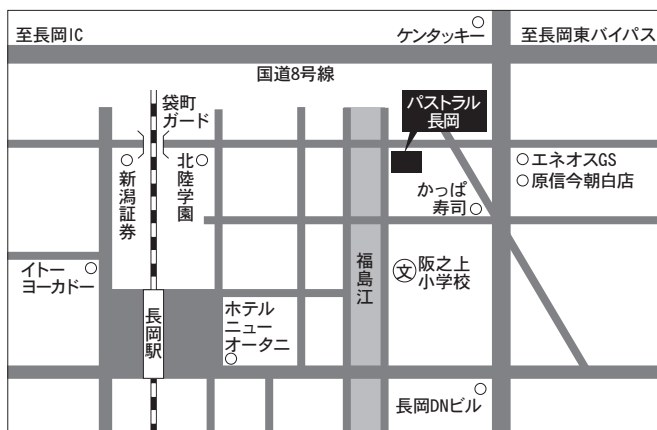 至長岡IC
ケンタッキー
至長岡東バイパス
国道8号線
袋町
ガード
パストラル
長岡
新潟証券
北陸学園
エネオスGS
原信今朝白店
かっぱ
寿司
福島江
文
阪之上
小学校
イトー
ヨーカドー
長岡駅
ホテル
ニュー
オータニ
長岡DNビル